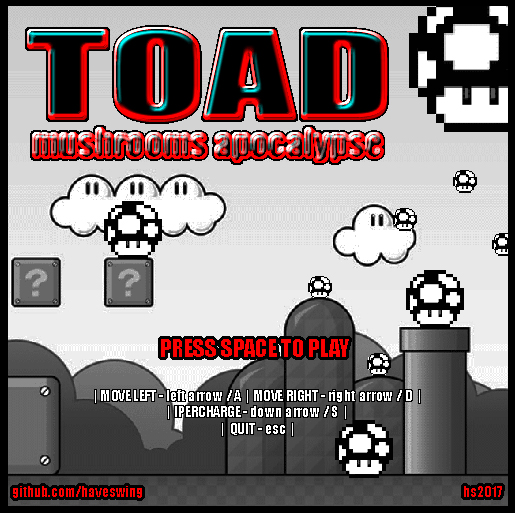 TOAD
mushrooms apocalypse
?
?
PRESS SPACE TO PLAY
| MOVE LEFT - left arrow / A | MOVE RIGHT - right arrow / D |
| IPERCHARGE - down arrow / S |
| QUIT - esc |
github.com/haveswing
hs2017